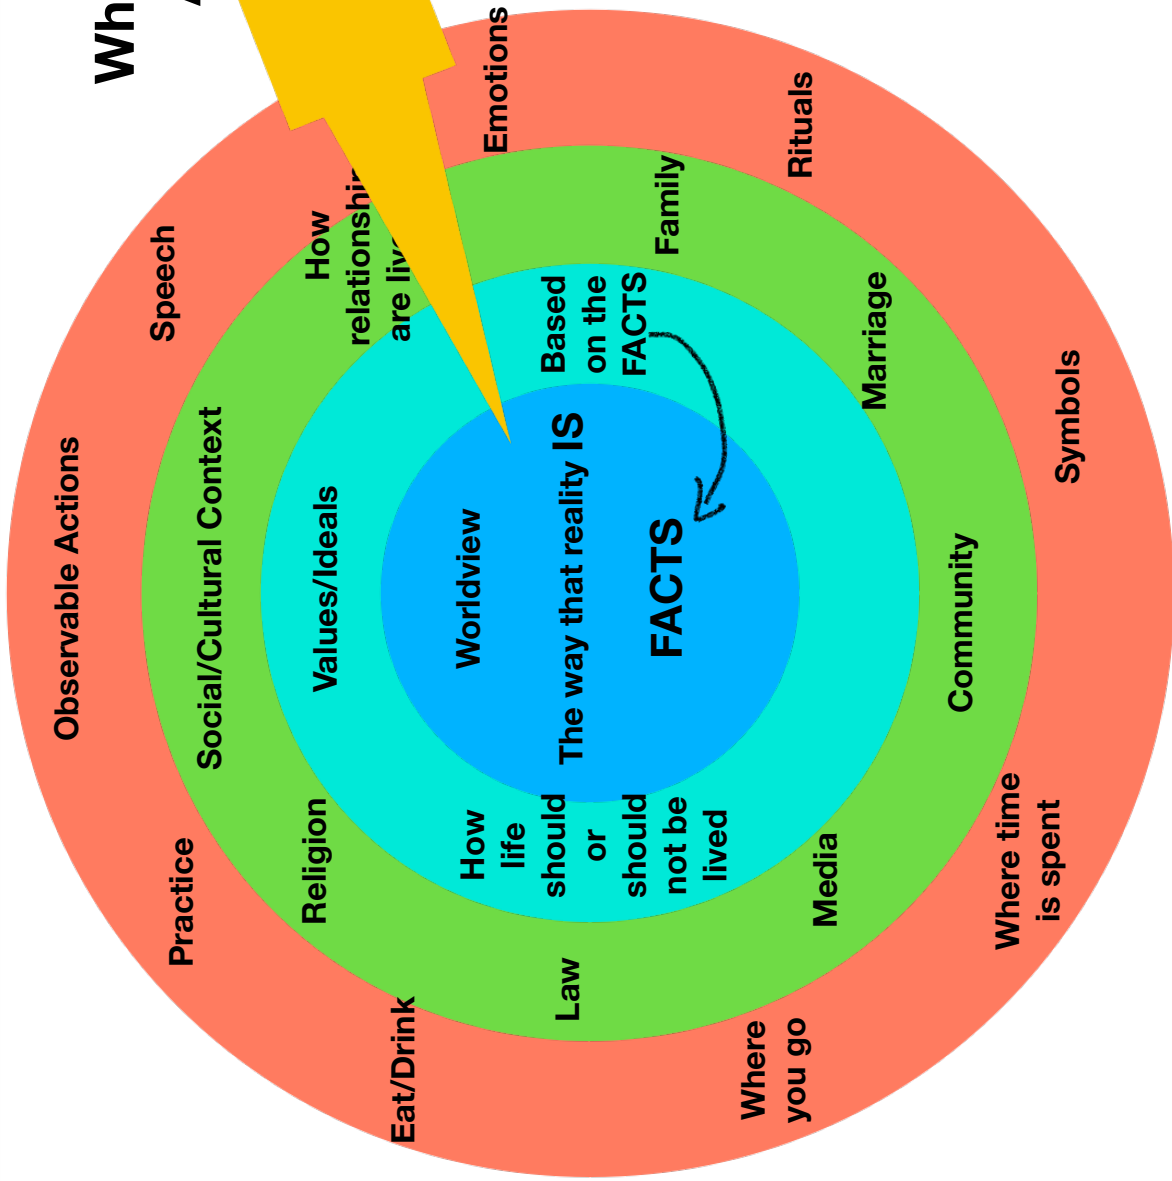 Observable Actions
Speech
Practice
Social/Cultural Context
Religion
Values/Ideals
How
are
Eat/Drink
Worldview
How
life
should
or
should
not be
lived
Emotions
Based
on the
FACTS
Law
The way that reality IS
FACTS
Family
Where
you go
Rituals
Media
Marriage
Community
Where time
is spent
Symbols